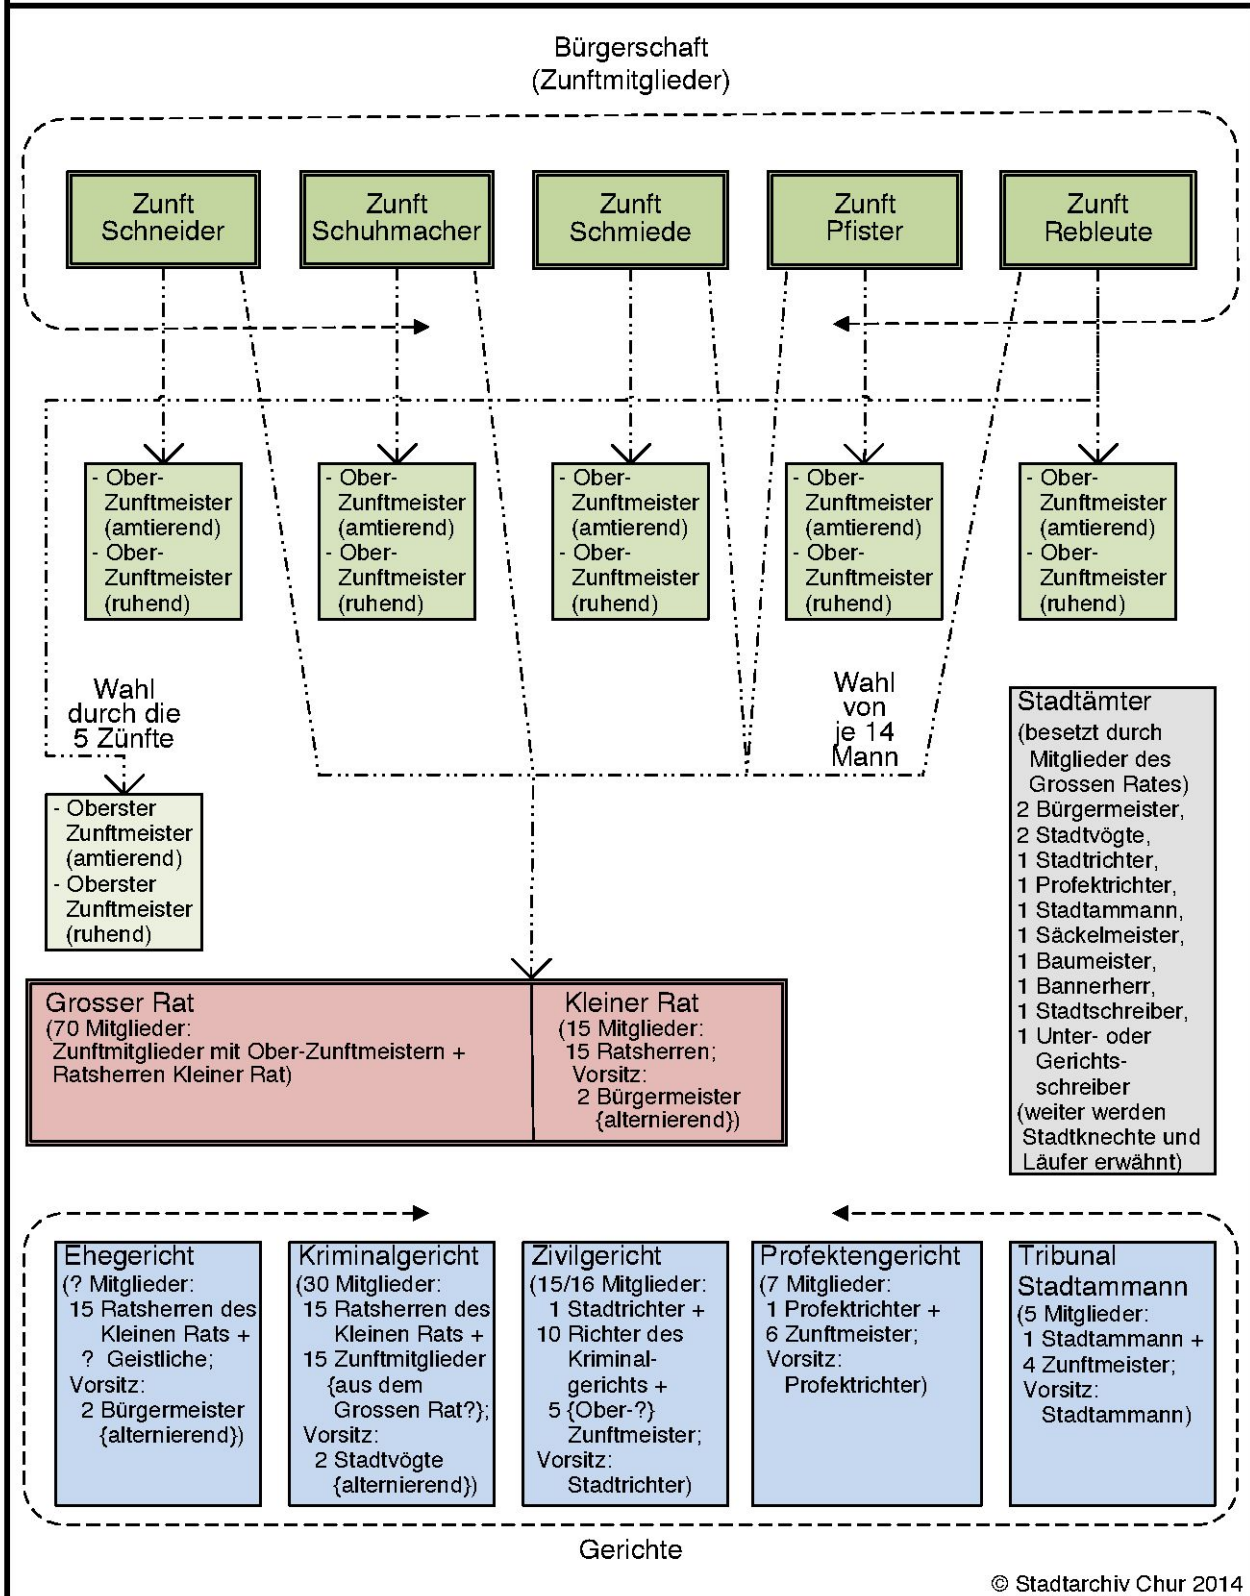 Bürgerschaft
(Zunftmitglieder)
Zunft
Schneider
Zunft
Schuhmacher
Zunft
Schmiede
Zunft
Pfister
Zunft
Rebleute
- Ober-
Zunftmeister
(amtierend)
- Ober-
Zunftmeister
(ruhend)
- Ober-
Zunftmeister
(amtierend)
- Ober-
Zunftmeister
(ruhend)
- Ober-
Zunftmeister
(amtierend)
- Ober-
Zunftmeister
(ruhend)
- Ober-
Zunftmeister
(amtierend)
- Ober-
Zunftmeister
(ruhend)
- Ober-
Zunftmeister
(amtierend)
- Ober-
Zunftmeister
(ruhend)
Wahl
durch die
5 Zünfte
Wahl
von
je 14
Mann
- Oberster
Zunftmeister
(amtierend)
- Oberster
Zunftmeister
(ruhend)
Stadtämter
(besetzt durch
Mitglieder des
Grossen Rates)
2 Bürgermeister,
2 Stadtvögte,
1 Stadtrichter,
1 Profektrichter,
1 Stadtammann,
1 Säckelmeister,
1 Baumeister,
1 Bannerherr,
1 Stadtschreiber,
1 Unter- oder
Gerichts-
schreiber
(weiter werden
Stadtknechte und
Läufer erwähnt)
Grosser Rat
(70 Mitglieder:
Zunftmitglieder mit Ober-Zunftmeistern +
Ratsherren Kleiner Rat)
Kleiner Rat
(15 Mitglieder:
15 Ratsherren;
Vorsitz:
2 Bürgermeister
{alternierend})
Ehegericht
(? Mitglieder:
15 Ratsherren des
Kleinen Rats +
? Geistliche;
Vorsitz:
2 Bürgermeister
{alternierend})
Kriminalgericht
(30 Mitglieder:
15 Ratsherren des
Kleinen Rats +
15 Zunftmitglieder
{aus dem
Grossen Rat?};
Vorsitz:
2 Stadtvögte
{alternierend})
Zivilgericht
(15/16 Mitglieder:
1 Stadtrichter +
10 Richter des
Kriminal-
gerichts +
5 {Ober-?}
Zunftmeister;
Vorsitz:
Stadtrichter)
Profektengericht
(7 Mitglieder:
1 Profektrichter +
6 Zunftmeister;
Vorsitz:
Profektrichter)
Tribunal
Stadtammann
(5 Mitglieder:
1 Stadtammann +
4 Zunftmeister;
Vorsitz:
Stadtammann)
Gerichte
© Stadtarchiv Chur 2014